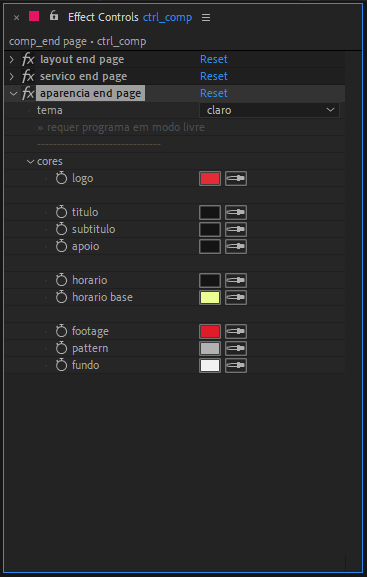 × Effect Controls ctrl_comp ≡
comp_end page • ctrl_comp
fx layout end page Reset
fx servico end page Reset
fx aparencia end page Reset
tema claro
» requer programa em modo livre
-------------------------------
cores
logo
titulo
subtitulo
apoio
horario
horario base
footage
pattern
fundo